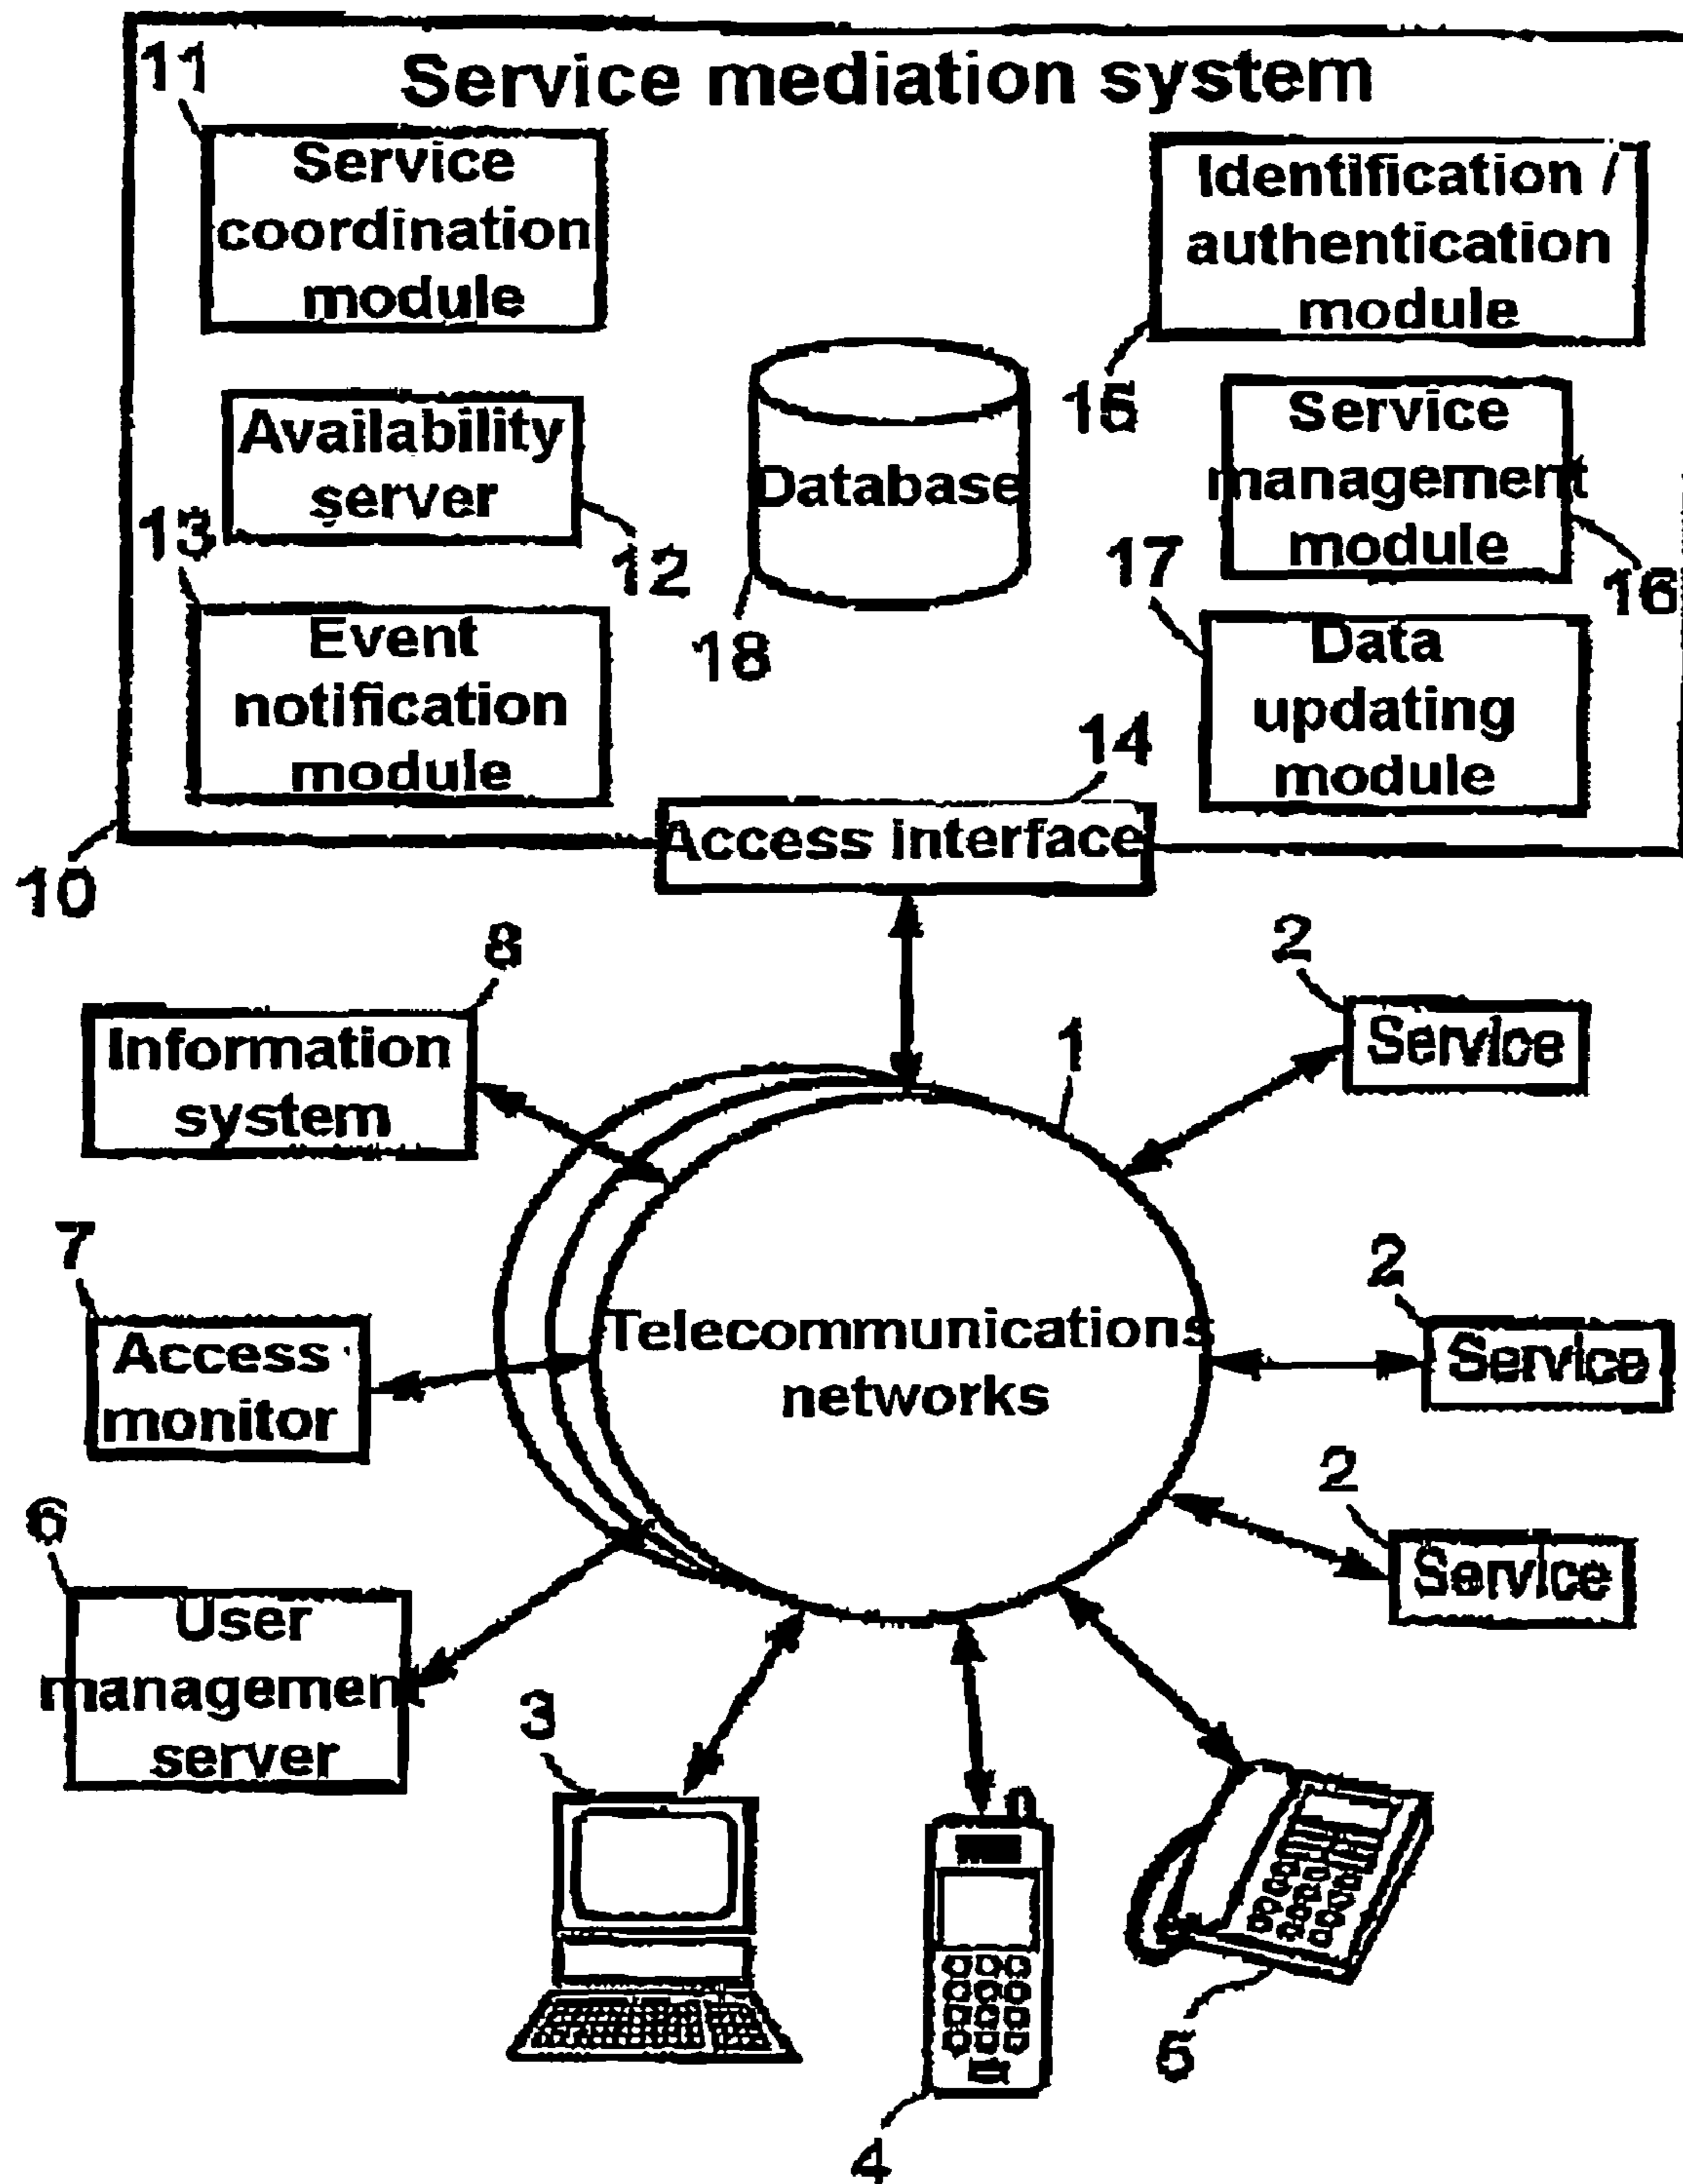 Service mediation system
11
Service
coordination
module
Identification /
authentication
module
15
Availability
server
12
Database
18
Service
management
module
16
13
Event
notification
module
17
Data
updating
module
14
Access interface
10
8
Information
system
2
Service
1
7
Access
monitor
Telecommunications
networks
2
Service
2
Service
6
User
management
server
3
4
5